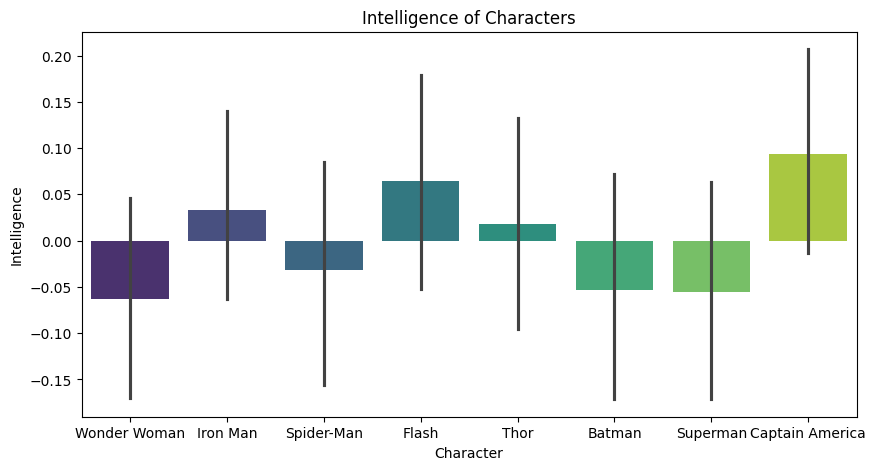 Intelligence of Characters
Intelligence
0.20
0.15
0.10
0.05
0.00
−0.05
−0.10
−0.15
Wonder Woman Iron Man Spider-Man Flash Thor Batman Superman Captain America
Character